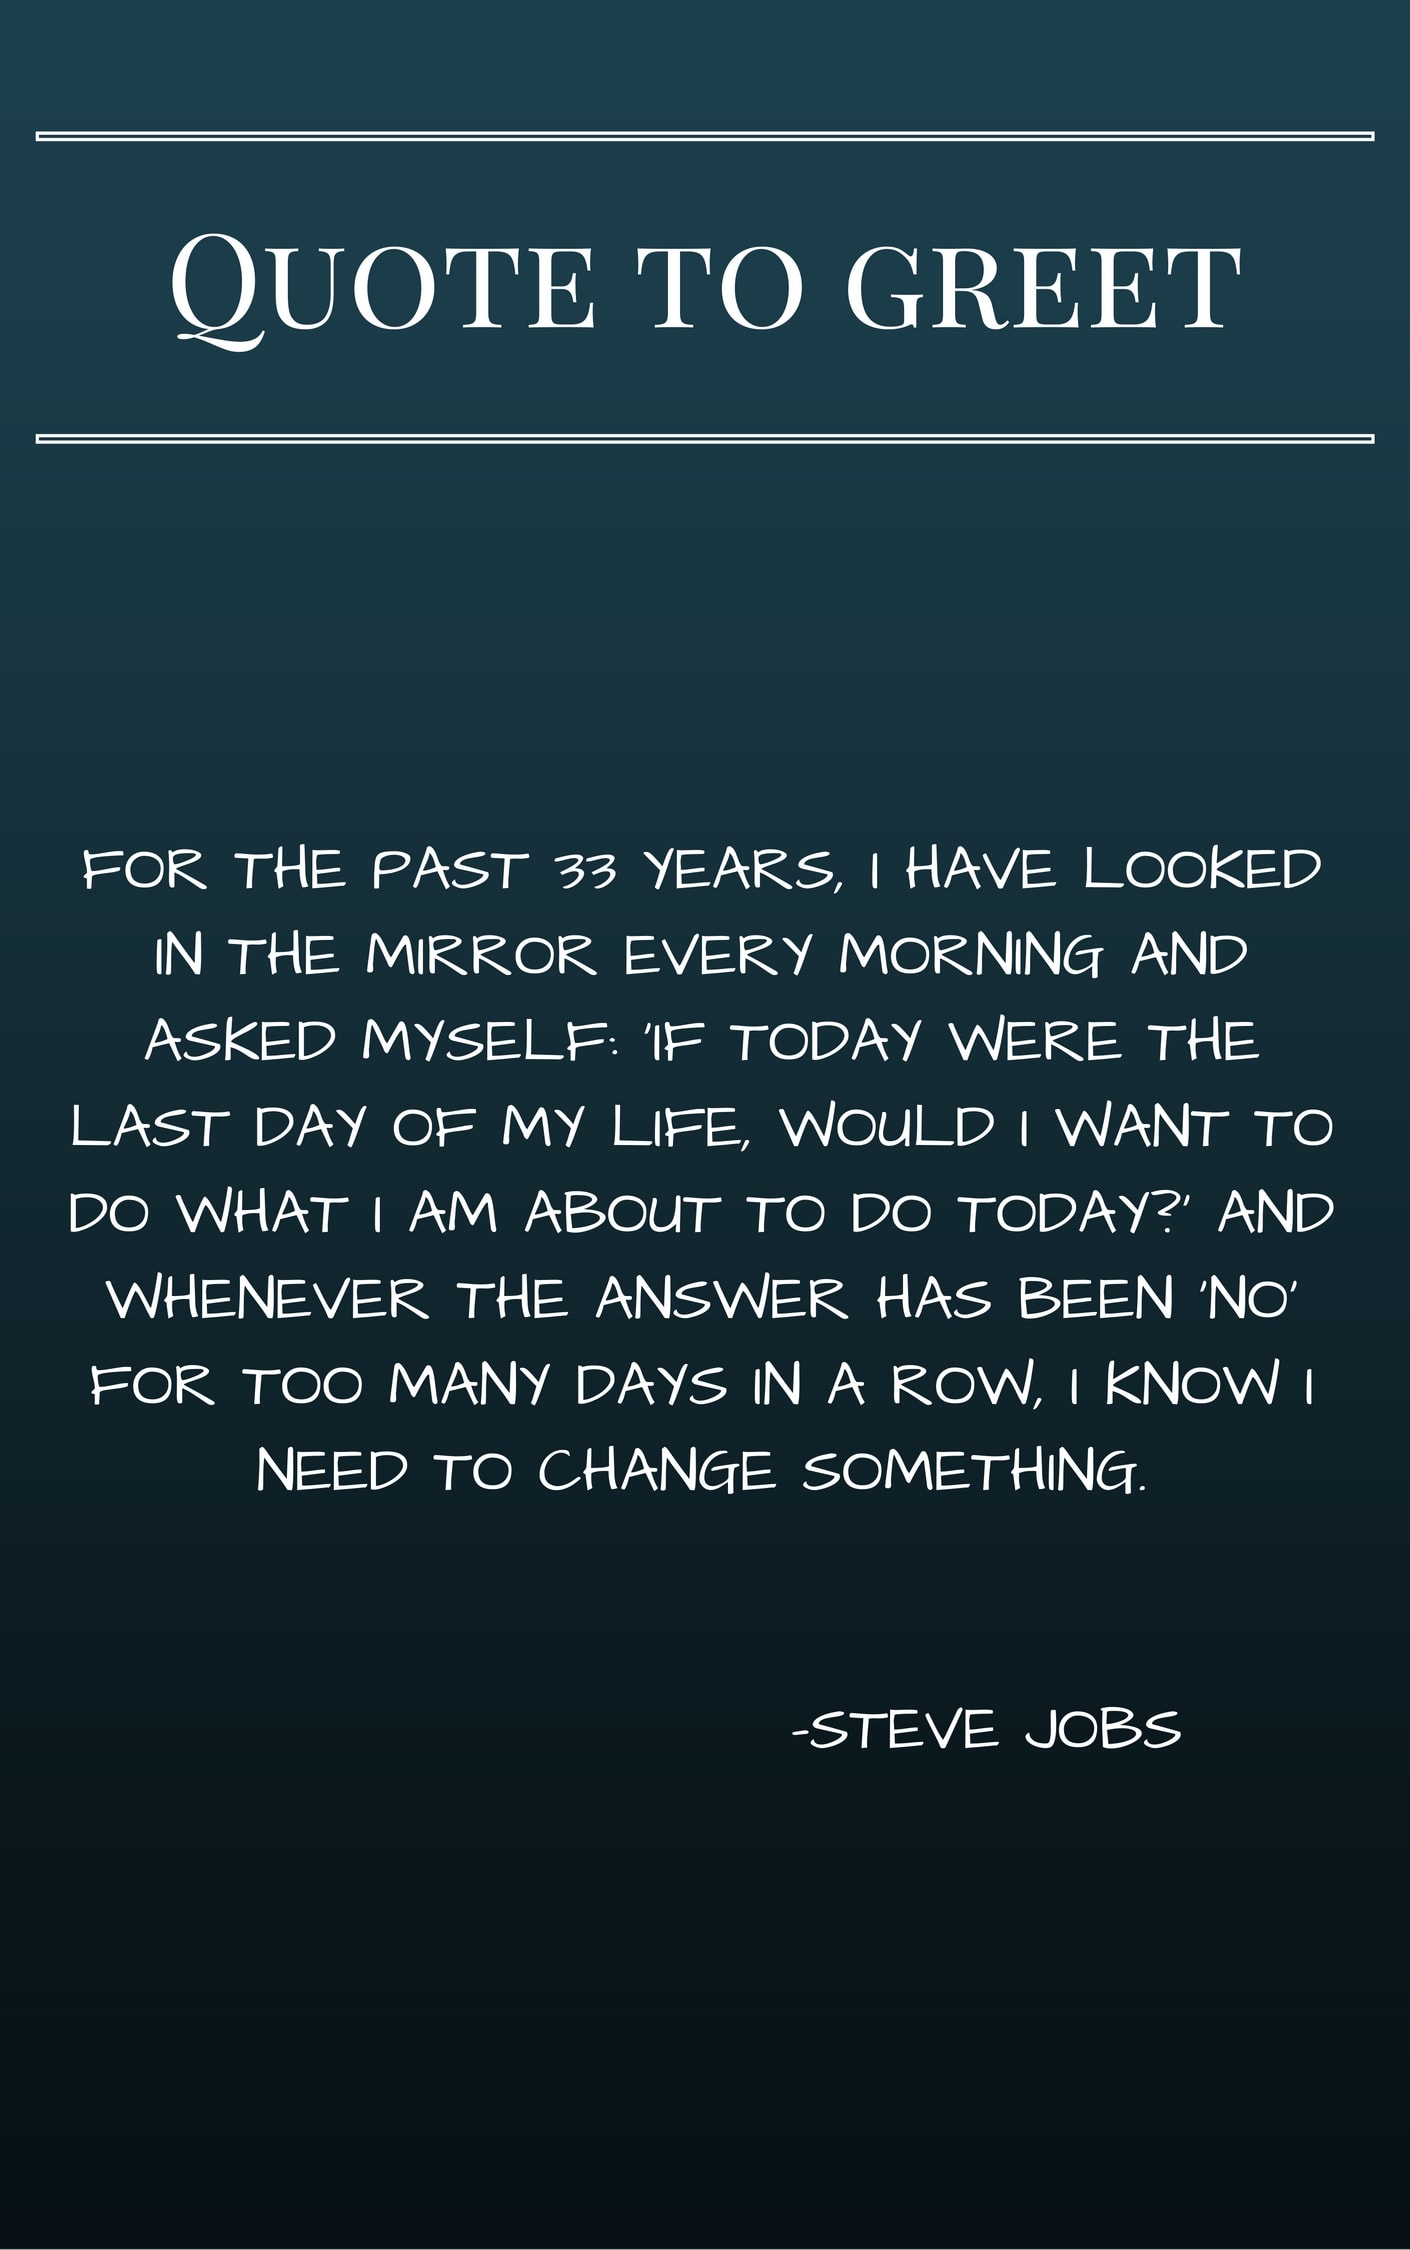 QUOTE TO GREET
FOR THE PAST 33 YEARS, I HAVE LOOKED
IN THE MIRROR EVERY MORNING AND
ASKED MYSELF: 'IF TODAY WERE THE
LAST DAY OF MY LIFE, WOULD I WANT TO
DO WHAT I AM ABOUT TO DO TODAY?' AND
WHENEVER THE ANSWER HAS BEEN 'NO'
FOR TOO MANY DAYS IN A ROW, I KNOW I
NEED TO CHANGE SOMETHING.
-STEVE JOBS